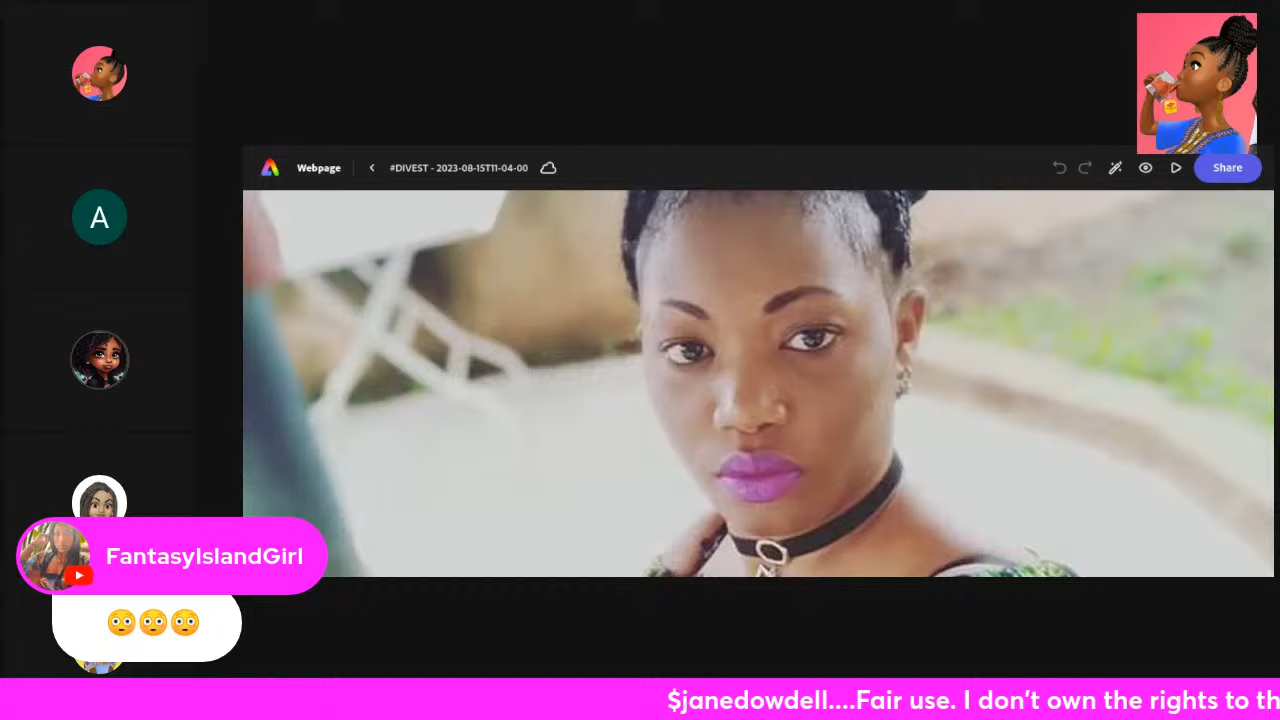 Webpage
#DIVEST - 2023-08-15T11-04-00
Share
A
FantasyIslandGirl
$janedowdell....Fair use. I don't own the rights to th